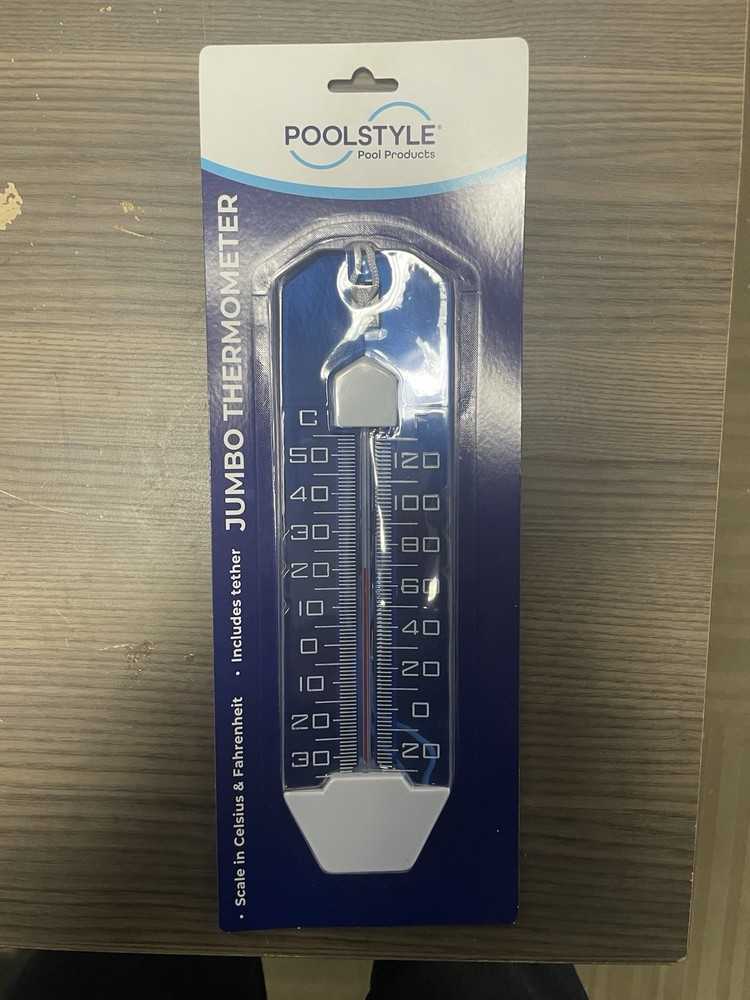 POOLSTYLE®
Pool Products
JUMBO THERMOMETER
• Scale in Celsius & Fahrenheit • Includes tether
C F
50 120
40 100
30 80
20 60
10 40
0 20
10 0
20 20
30